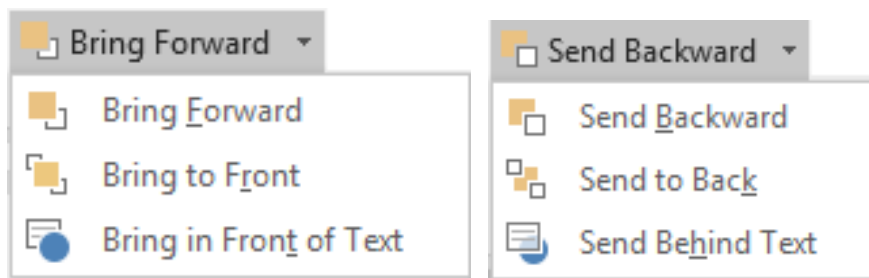 Bring Forward
Bring Forward
Bring to Front
Bring in Front of Text
Send Backward
Send Backward
Send to Back
Send Behind Text